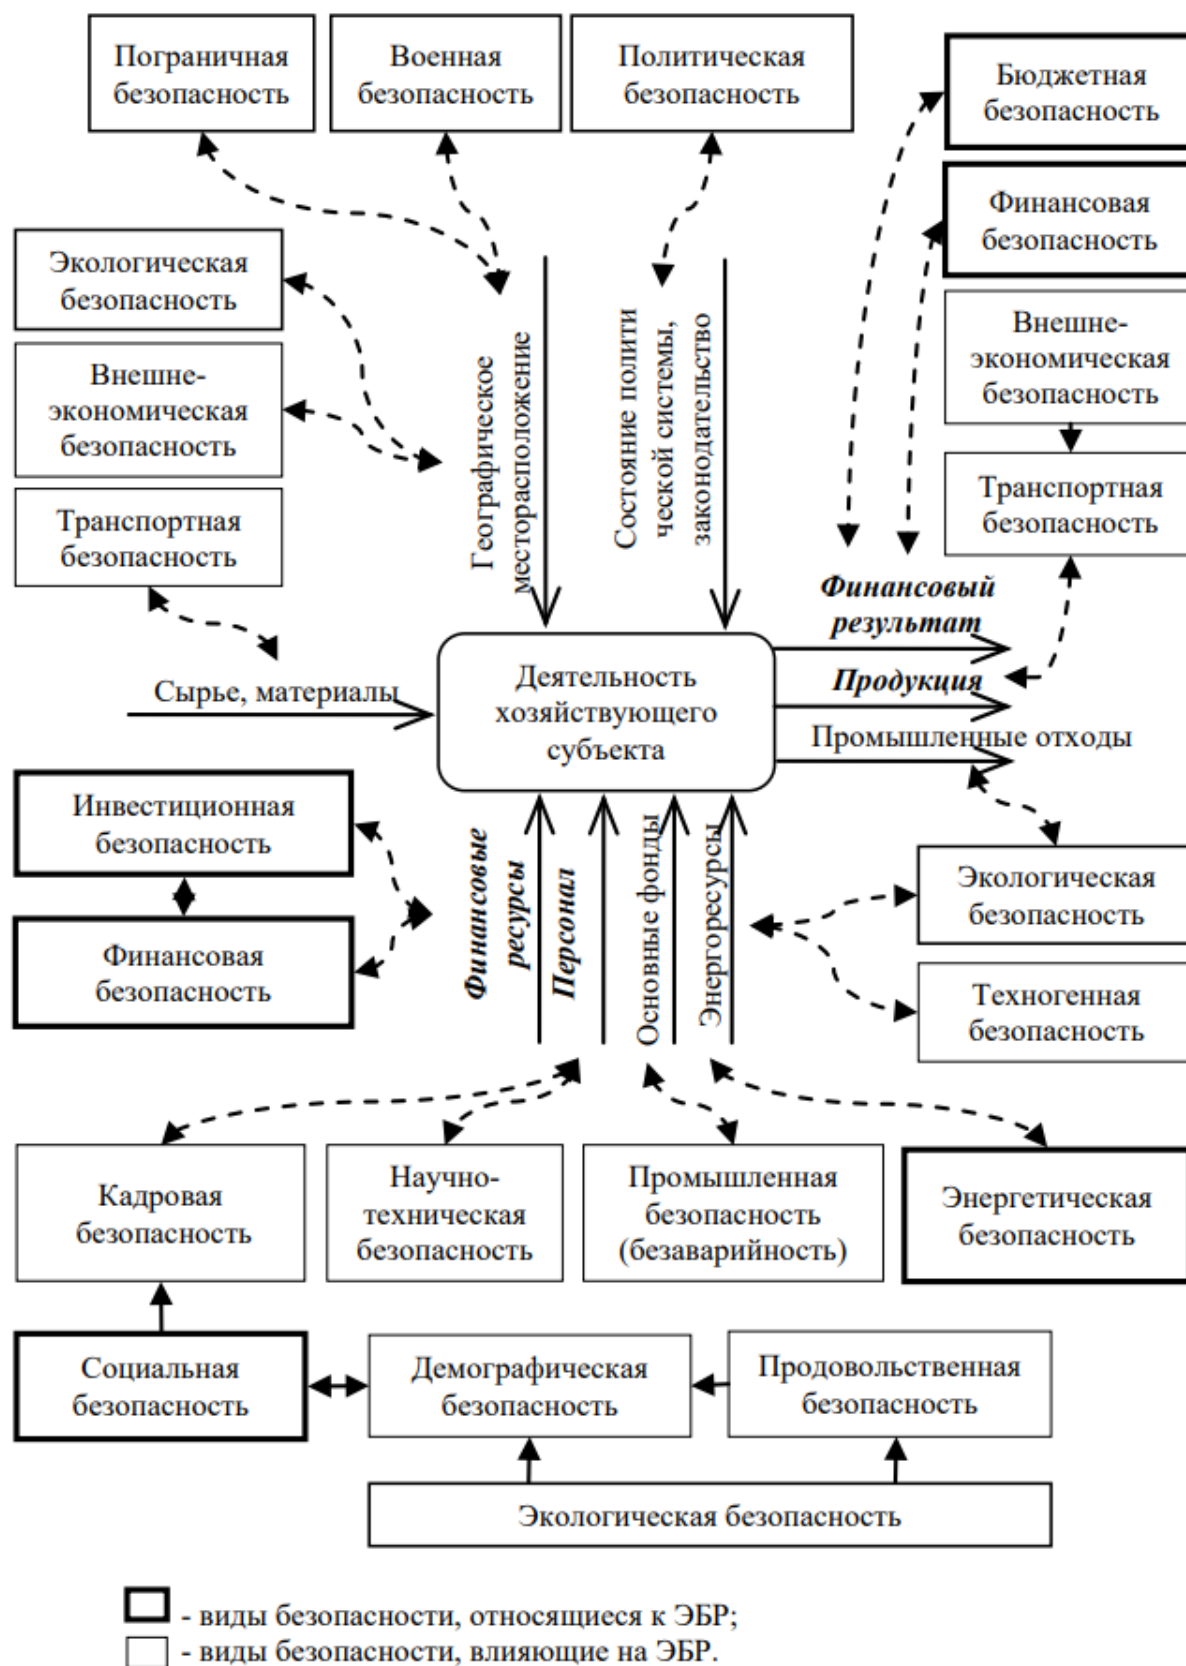 Пограничная
безопасность
Военная
безопасность
Политическая
безопасность
Бюджетная
безопасность
Финансовая
безопасность
Экологическая
безопасность
Внешне-
экономическая
безопасность
Внешне-
экономическая
безопасность
Транспортная
безопасность
Транспортная
безопасность
Географическое
месторасположение
Состояние полити
ческой системы,
законодательство
Финансовый
результат
Деятельность
хозяйствующего
субъекта
Сырье, материалы
Продукция
Промышленные отходы
Инвестиционная
безопасность
Финансовая
безопасность
Финансовые
ресурсы
Персонал
Основные фонды
Энергоресурсы
Экологическая
безопасность
Техногенная
безопасность
Кадровая
безопасность
Научно-
техническая
безопасность
Промышленная
безопасность
(безаварийность)
Энергетическая
безопасность
Социальная
безопасность
Демографическая
безопасность
Продовольственная
безопасность
Экологическая безопасность
- виды безопасности, относящиеся к ЭБР;
- виды безопасности, влияющие на ЭБР.